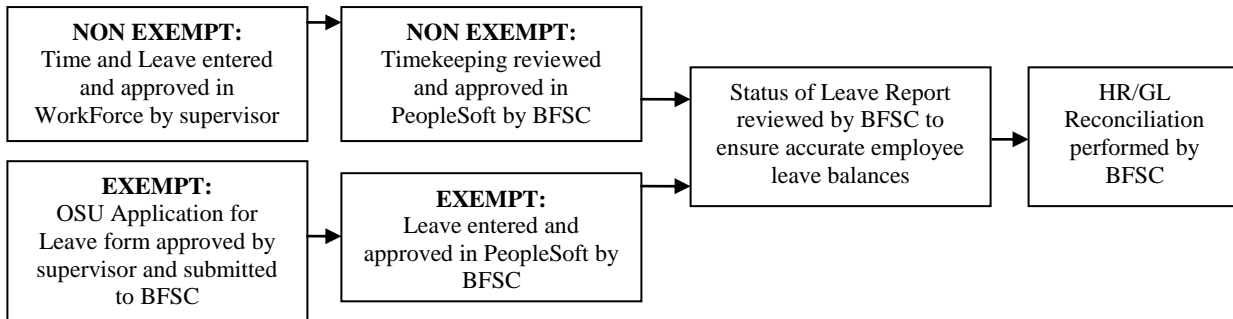 NON EXEMPT:
Time and Leave entered
and approved in
WorkForce by supervisor
NON EXEMPT:
Timekeeping reviewed
and approved in
PeopleSoft by BFSC
EXEMPT:
OSU Application for
Leave form approved by
supervisor and submitted
to BFSC
EXEMPT:
Leave entered and
approved in PeopleSoft by
BFSC
Status of Leave Report
reviewed by BFSC to
ensure accurate employee
leave balances
HR/GL
Reconciliation
performed by
BFSC